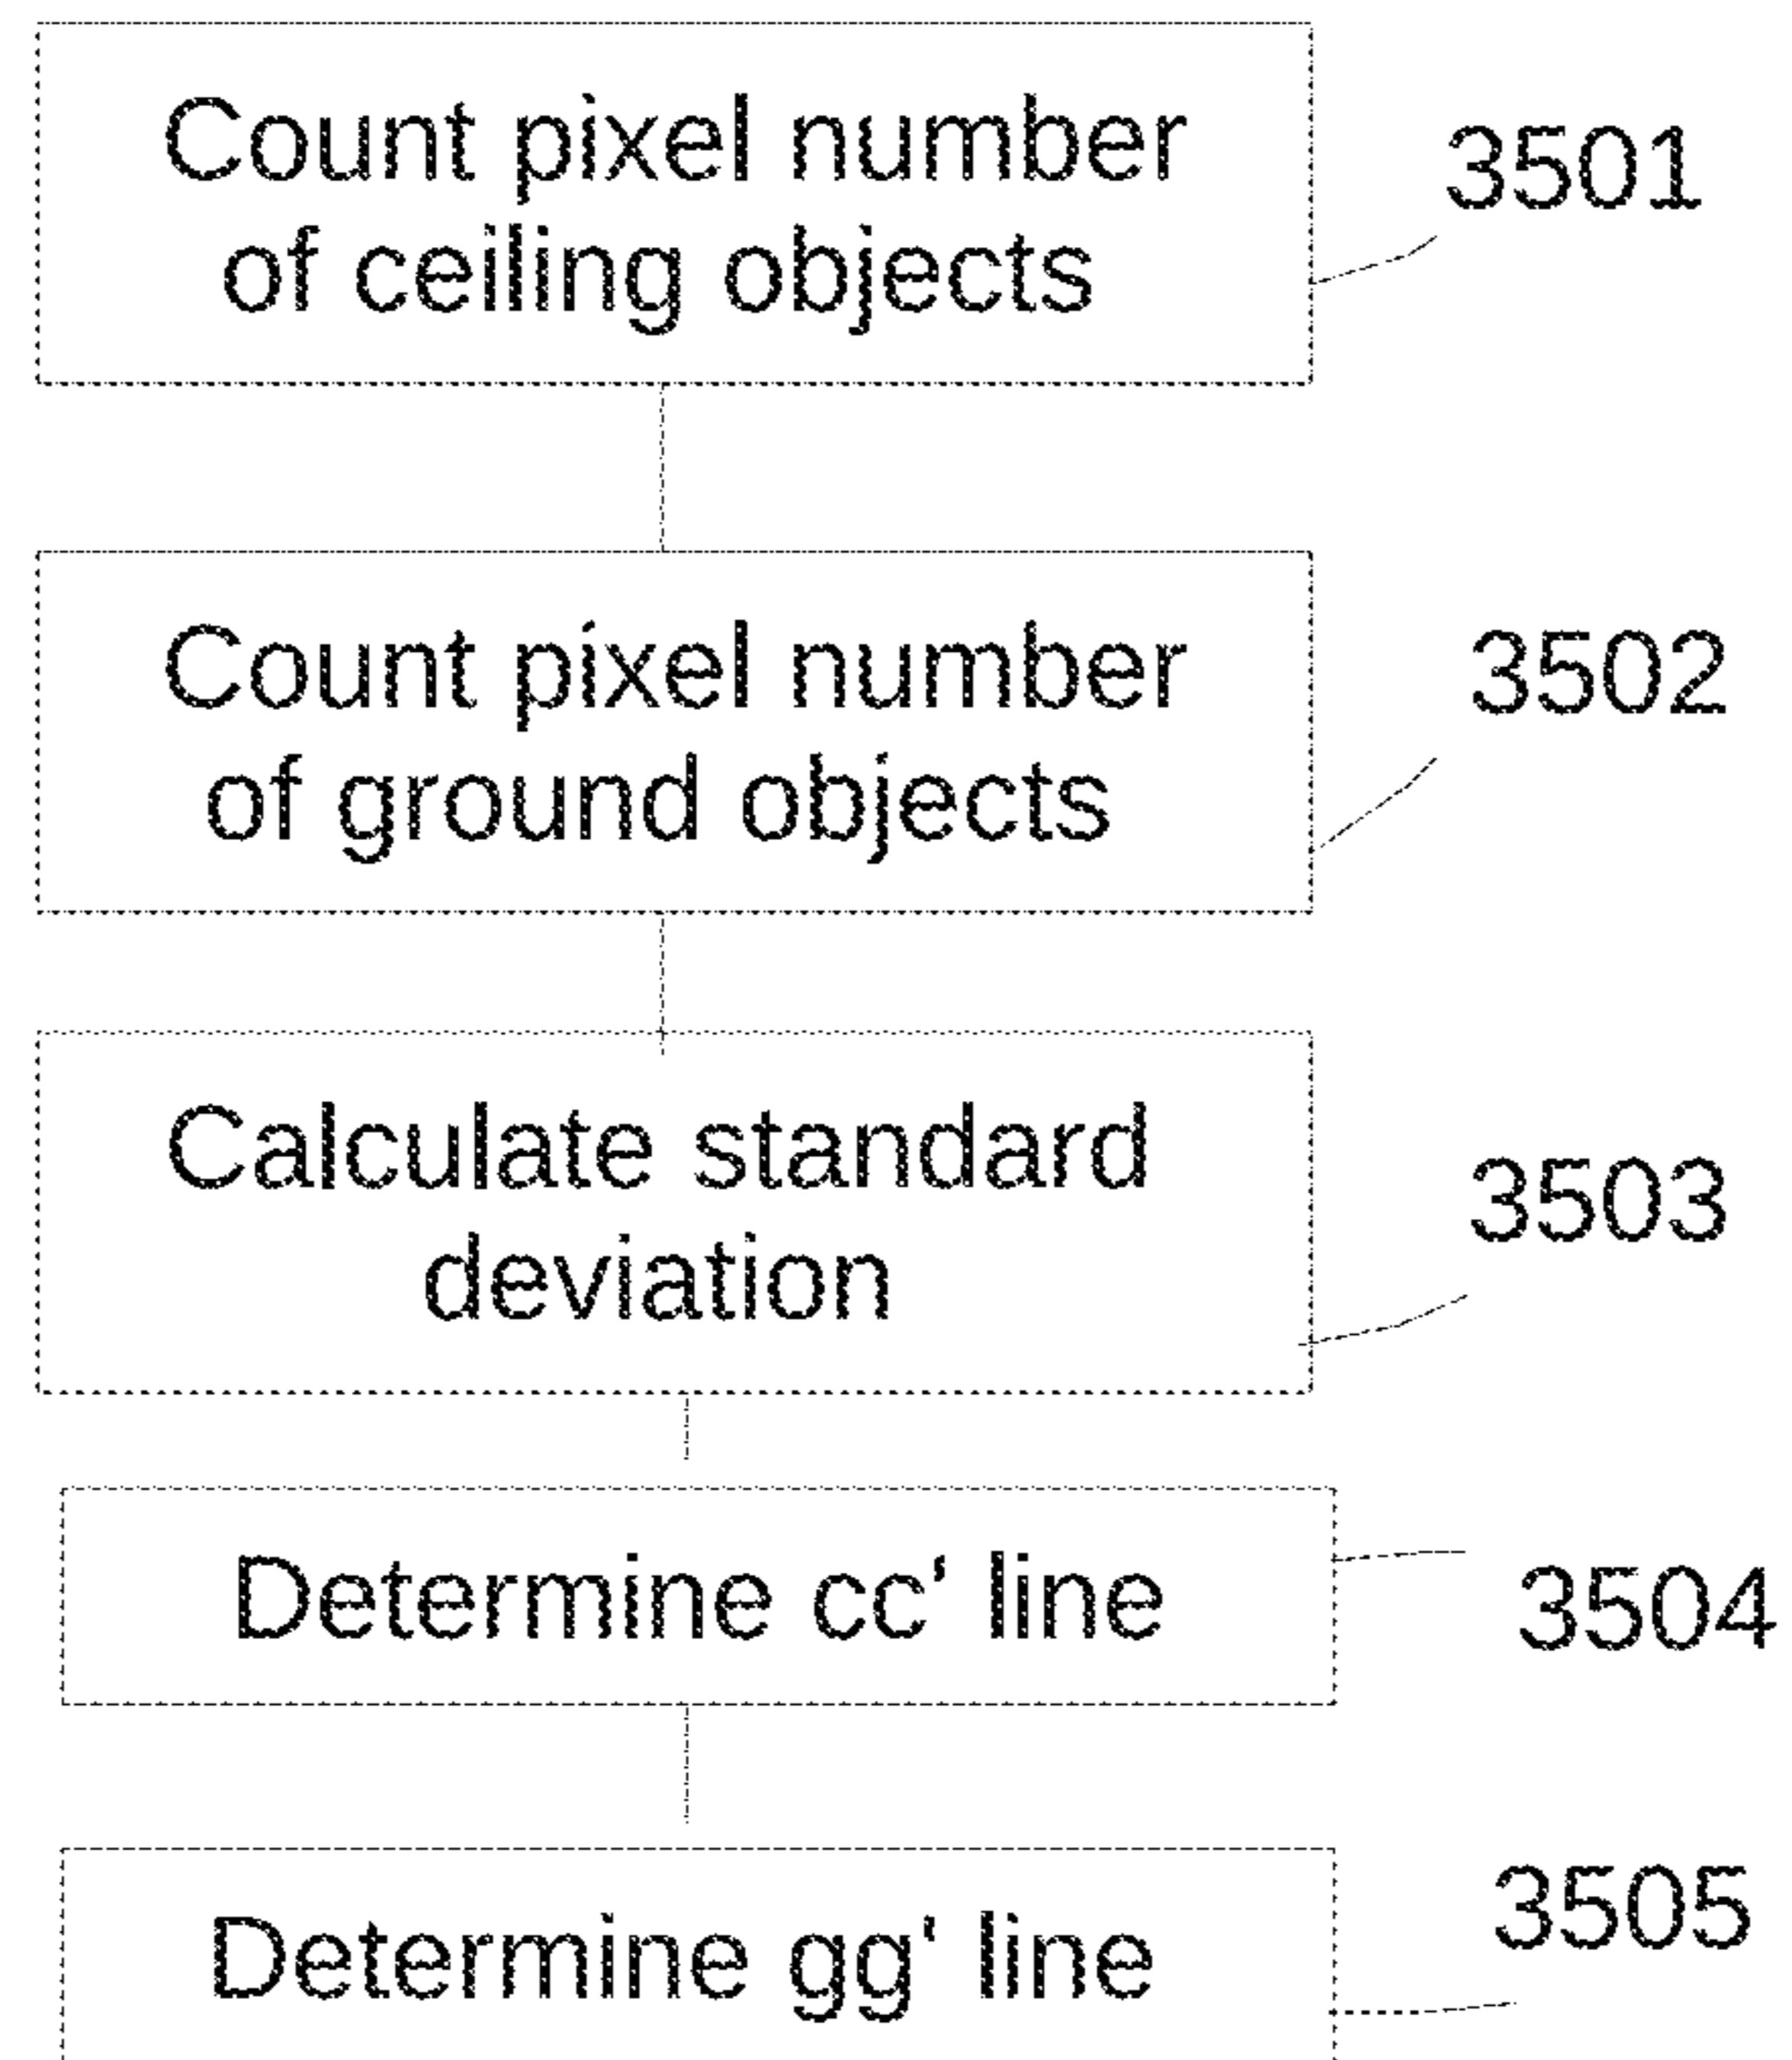 Count pixel number
of ceiling objects
3501
Count pixel number
of ground objects
3502
Calculate standard
deviation
3503
Determine cc' line
3504
Determine gg' line
3505